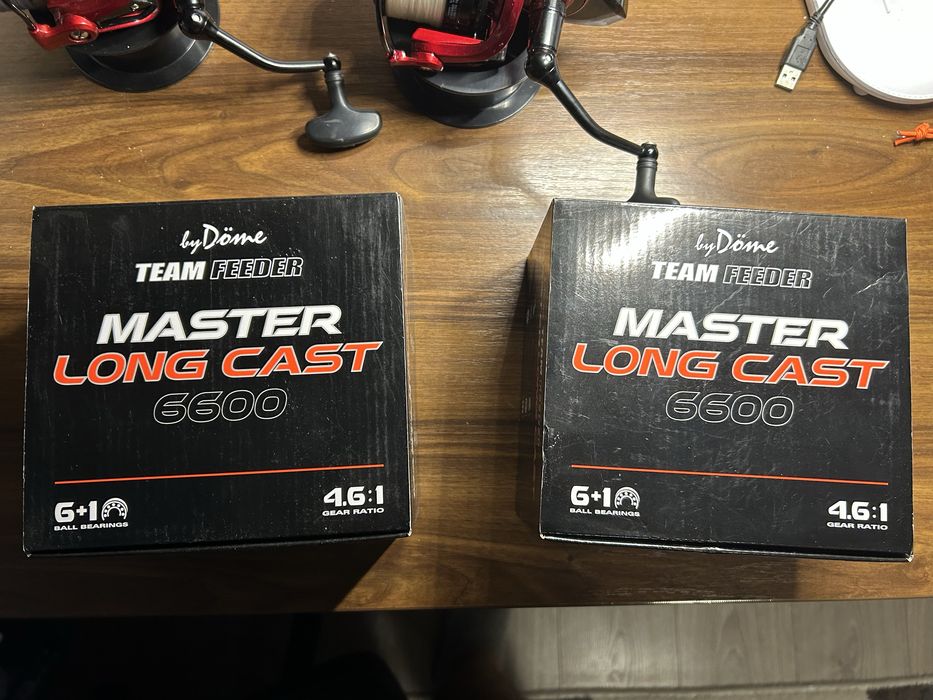 by Döme
TEAM FEEDER
MASTER
LONG CAST
6600
6+1
BALL BEARINGS
4.6:1
GEAR RATIO
by Döme
TEAM FEEDER
MASTER
LONG CAST
6600
6+1
BALL BEARINGS
4.6:1
GEAR RATIO